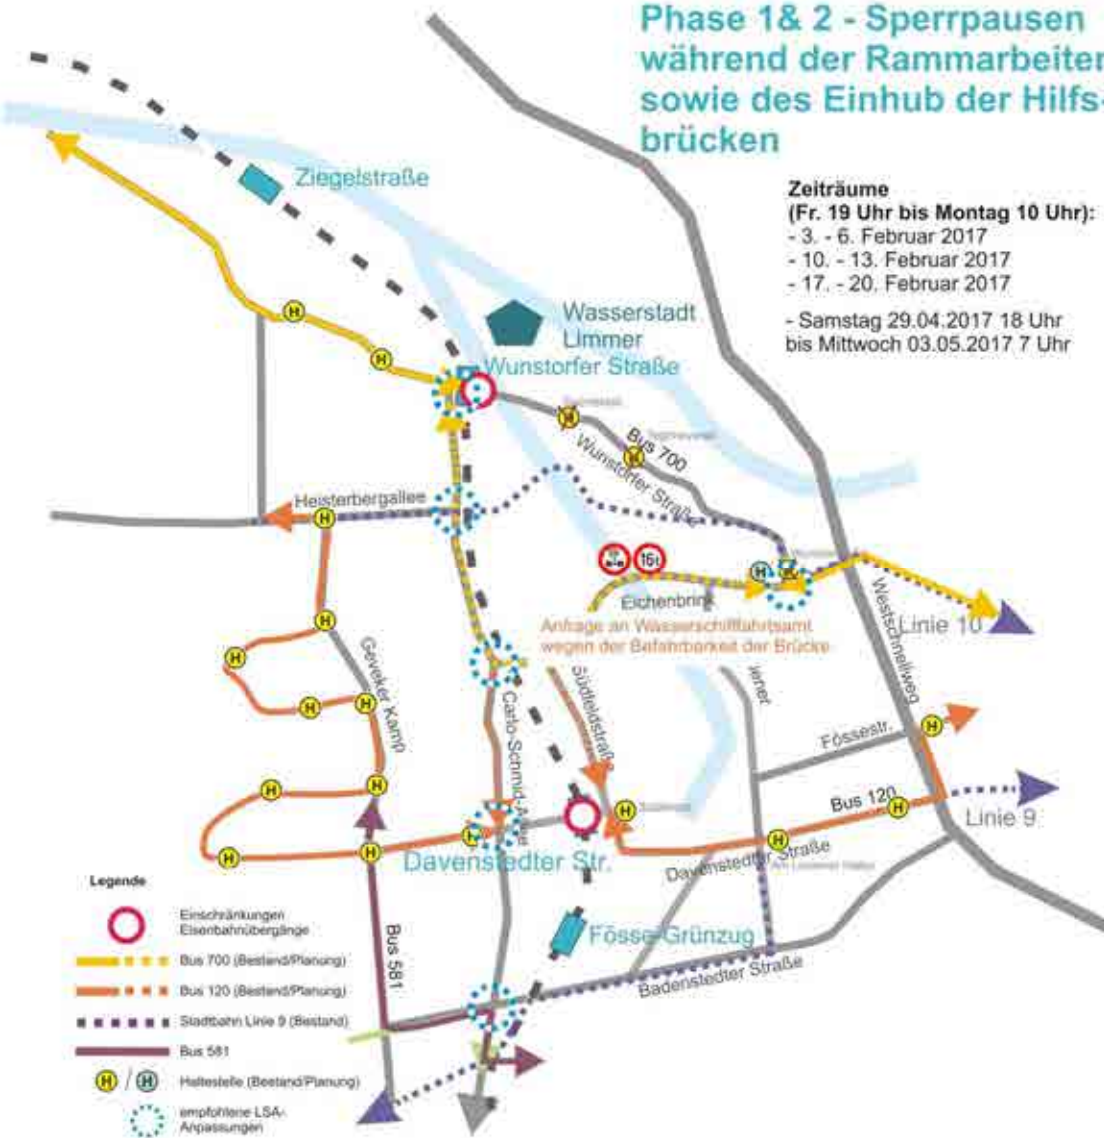 Phase 1& 2 - Sperrpausen
während der Rammarbeiten
sowie des Einhub der Hilfs-
brücken
Zeiträume
(Fr. 19 Uhr bis Montag 10 Uhr):
- 3. - 6. Februar 2017
- 10. - 13. Februar 2017
- 17. - 20. Februar 2017
- Samstag 29.04.2017 18 Uhr
bis Mittwoch 03.05.2017 7 Uhr
Ziegelstraße
Wasserstadt
Limmer
Wunstorfer Straße
Bus 700
Wunstorfer Straße
Heisterbergallee
16t
Eichenbrink
Anfrage an Wasserschifffahrtsamt
wegen der Befahrbarkeit der Brücke
Westschnellweg
Linie 10
Geveker Kamp
Carlo-Schmid-Allee
Südfeldstraße
Fössestr.
Bus 120
Linie 9
Davenstedter Straße
Am Lindener Hafen
Davenstedter Str.
Fösse-Grünzug
Badenstedter Straße
Bus 581
Legende
Einschränkungen
Eisenbahnübergänge
Bus 700 (Bestand/Planung)
Bus 120 (Bestand/Planung)
Stadtbahn Linie 9 (Bestand)
Bus 581
H / H Haltestelle (Bestand/Planung)
empfohlene LSA-
Anpassungen